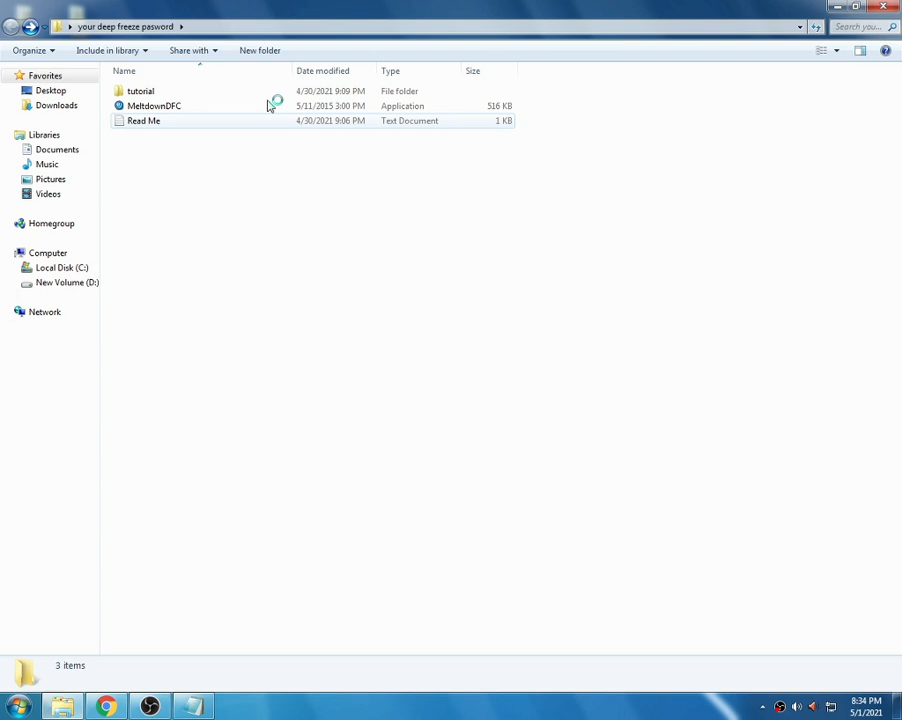 your deep freeze pasword
Search you...
Organize
Include in library
Share with
New folder
Favorites
Desktop
Downloads
Libraries
Documents
Music
Pictures
Videos
Homegroup
Computer
Local Disk (C:)
New Volume (D:)
Network
Name Date modified Type Size
tutorial 4/30/2021 9:09 PM File folder
MeltdownDFC 5/11/2015 3:00 PM Application 516 KB
Read Me 4/30/2021 9:06 PM Text Document 1 KB
3 items
8:34 PM
5/1/2021